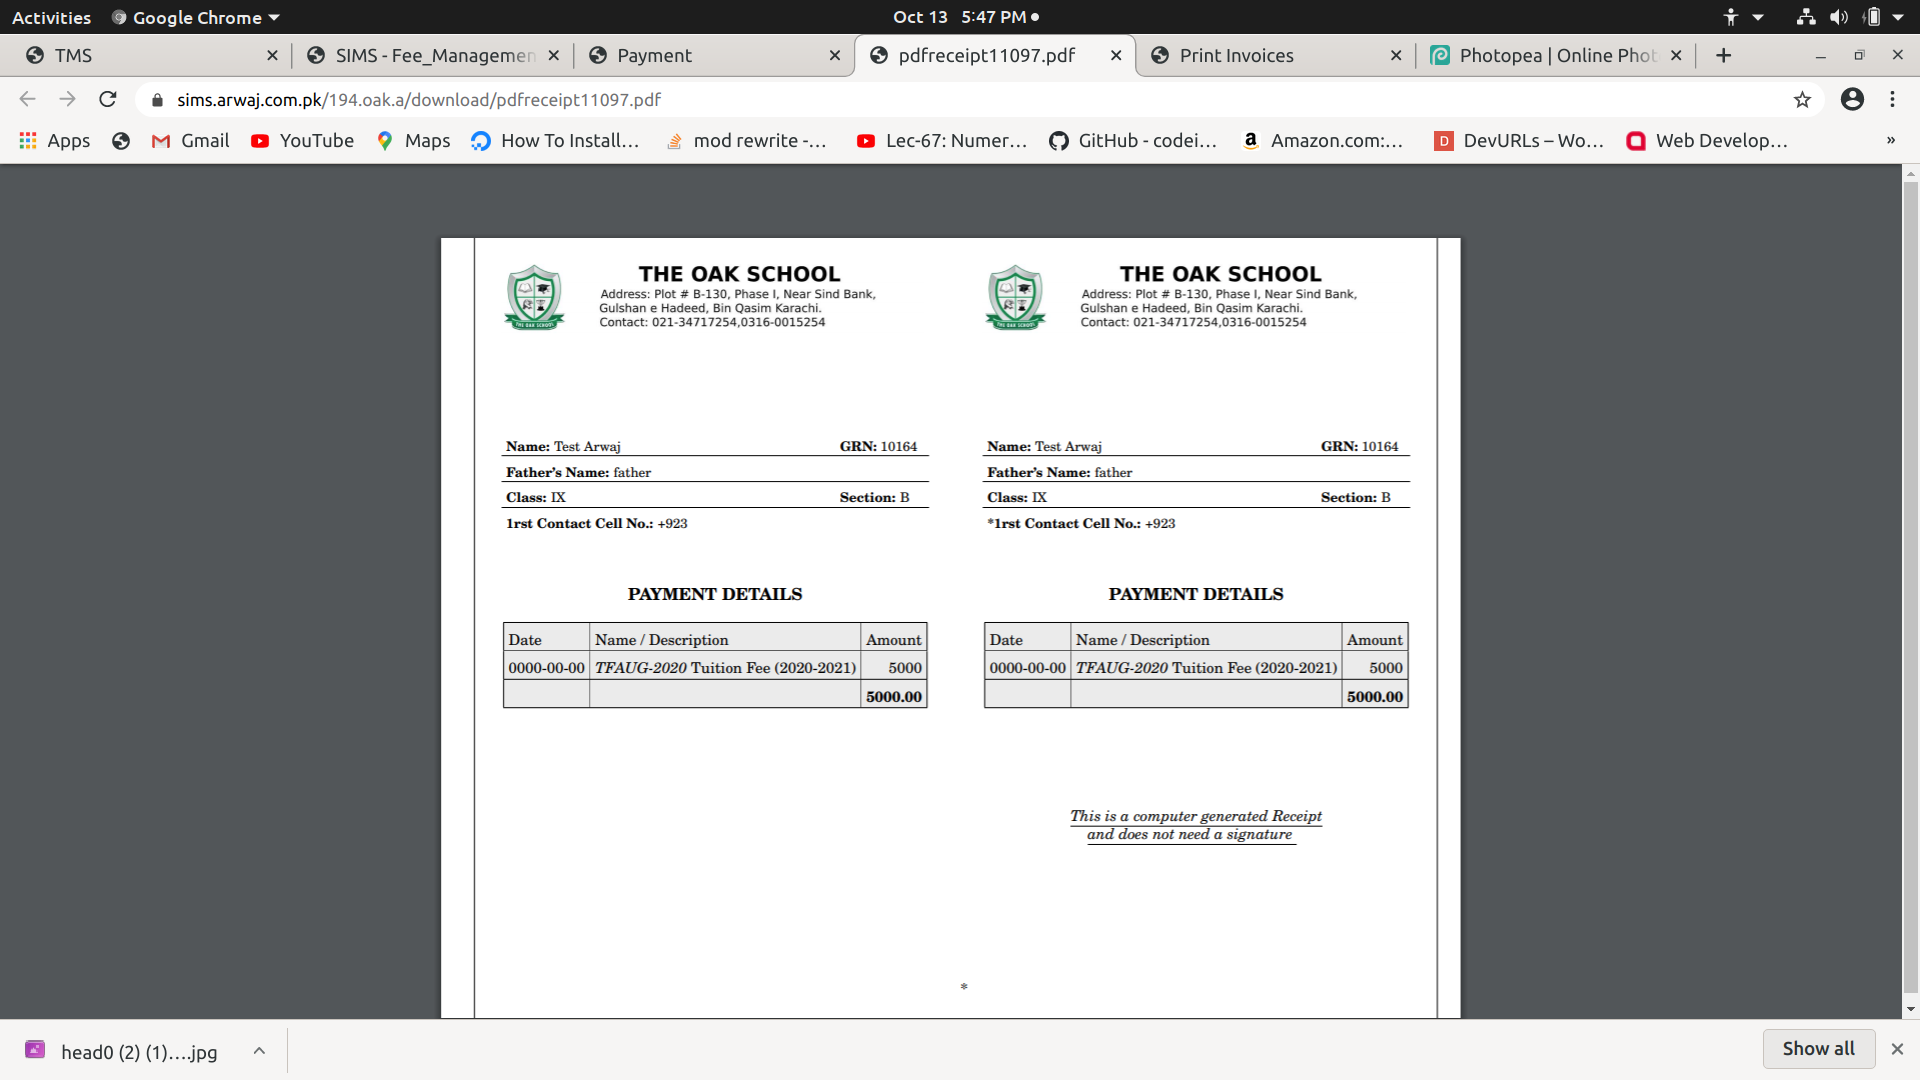 Activities Google Chrome Oct 13 5:47 PM
TMS SIMS - Fee_Managemen Payment pdfreceipt11097.pdf Print Invoices Photopea | Online Phot
sims.arwaj.com.pk/194.oak.a/download/pdfreceipt11097.pdf
Apps Gmail YouTube Maps How To Install... mod rewrite -... Lec-67: Numer... GitHub - codei... Amazon.com:... DevURLs – Wo... Web Develop... »
THE OAK SCHOOL
Address: Plot # B-130, Phase I, Near Sind Bank,
Gulshan e Hadeed, Bin Qasim Karachi.
Contact: 021-34717254,0316-0015254
THE OAK SCHOOL
Name: Test Arwaj GRN: 10164
Father's Name: father
Class: IX Section: B
1rst Contact Cell No.: +923
PAYMENT DETAILS
Date Name / Description Amount
0000-00-00 TFAUG-2020 Tuition Fee (2020-2021) 5000
5000.00
THE OAK SCHOOL
Address: Plot # B-130, Phase I, Near Sind Bank,
Gulshan e Hadeed, Bin Qasim Karachi.
Contact: 021-34717254,0316-0015254
THE OAK SCHOOL
Name: Test Arwaj GRN: 10164
Father's Name: father
Class: IX Section: B
*1rst Contact Cell No.: +923
PAYMENT DETAILS
Date Name / Description Amount
0000-00-00 TFAUG-2020 Tuition Fee (2020-2021) 5000
5000.00
This is a computer generated Receipt
and does not need a signature
*
head0 (2) (1)....jpg Show all